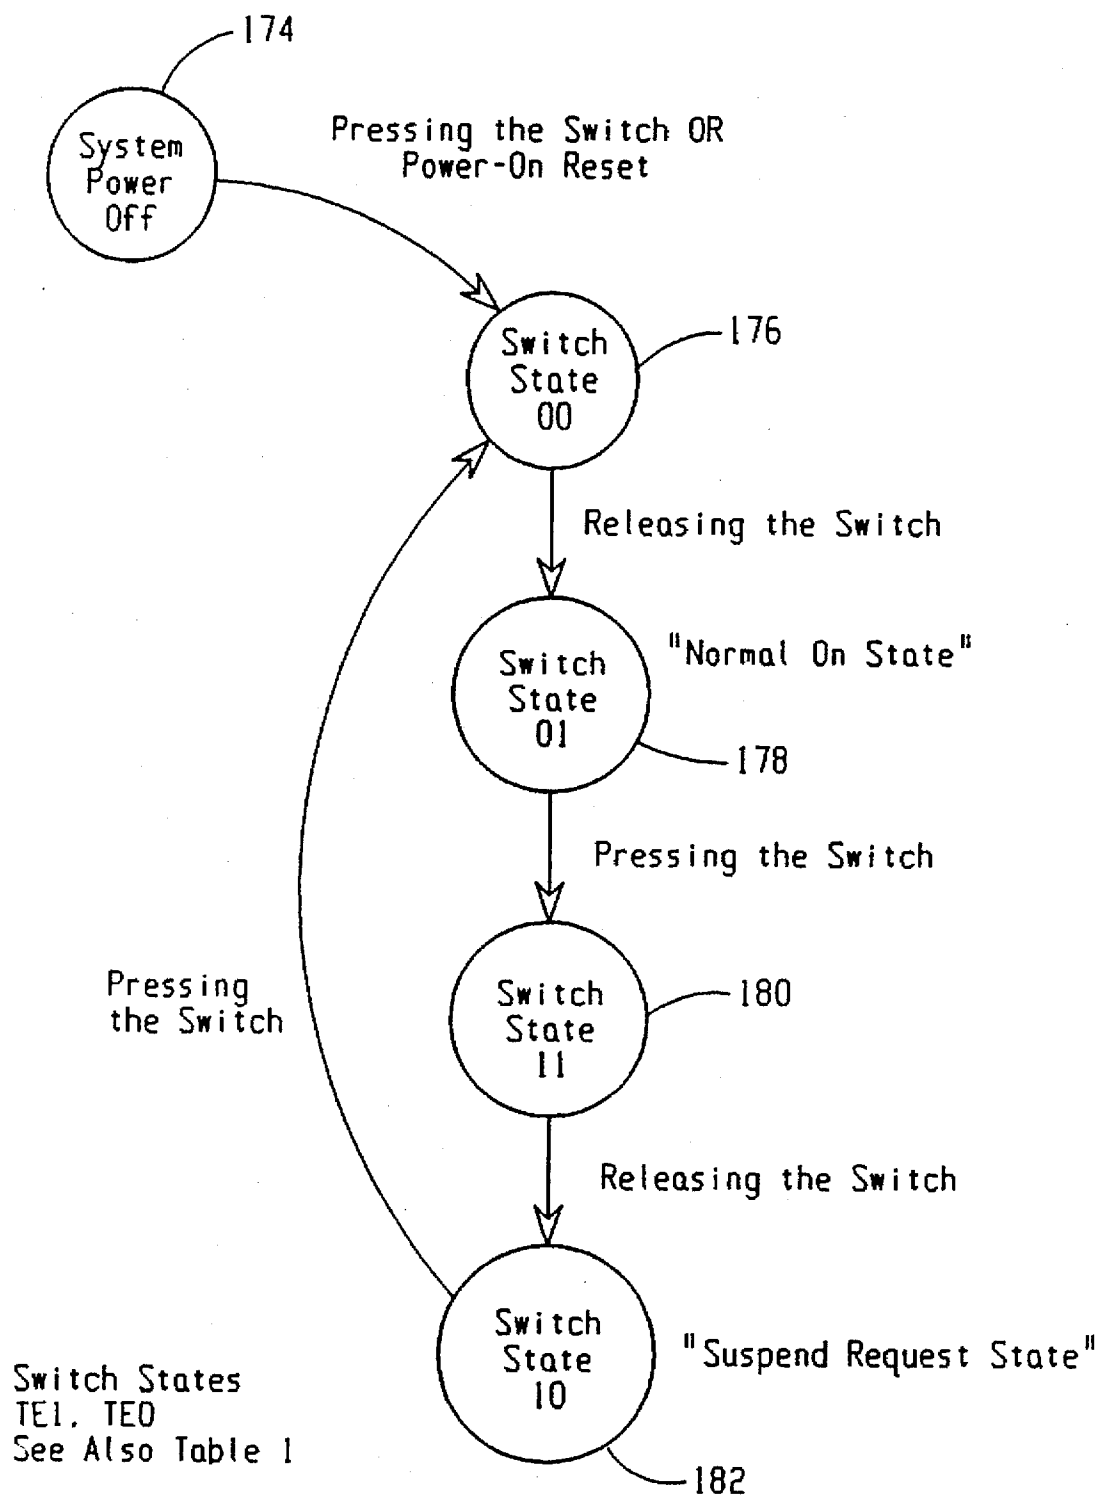 174
System
Power
Off
Pressing the Switch OR
Power-On Reset
Switch
State
00
176
Releasing the Switch
Switch
State
01
"Normal On State"
178
Pressing the Switch
Switch
State
11
180
Pressing
the Switch
Releasing the Switch
Switch
State
10
"Suspend Request State"
182
Switch States
TE1, TE0
See Also Table 1